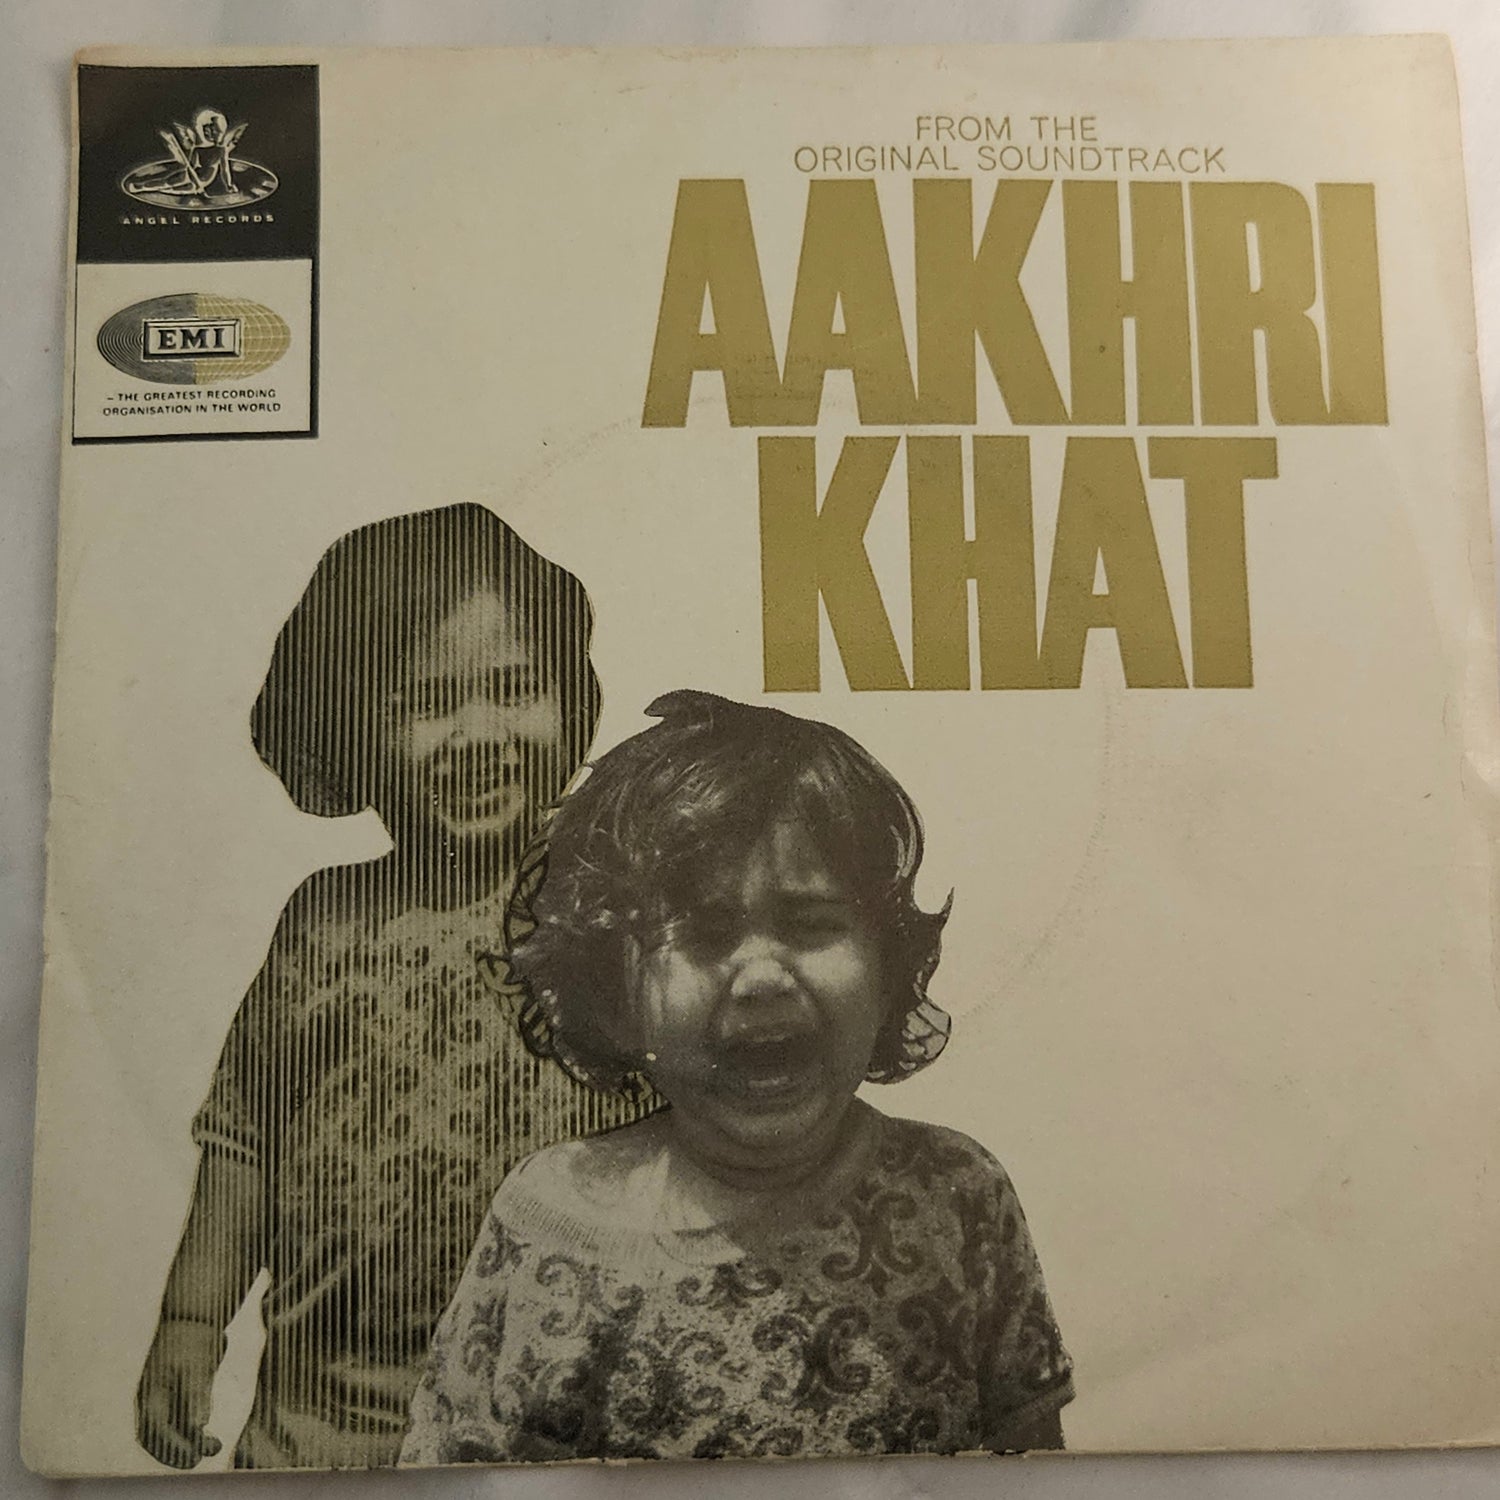 ANGEL RECORDS
EMI
– THE GREATEST RECORDING
ORGANISATION IN THE WORLD
FROM THE
ORIGINAL SOUNDTRACK
AAKHRI
KHAT